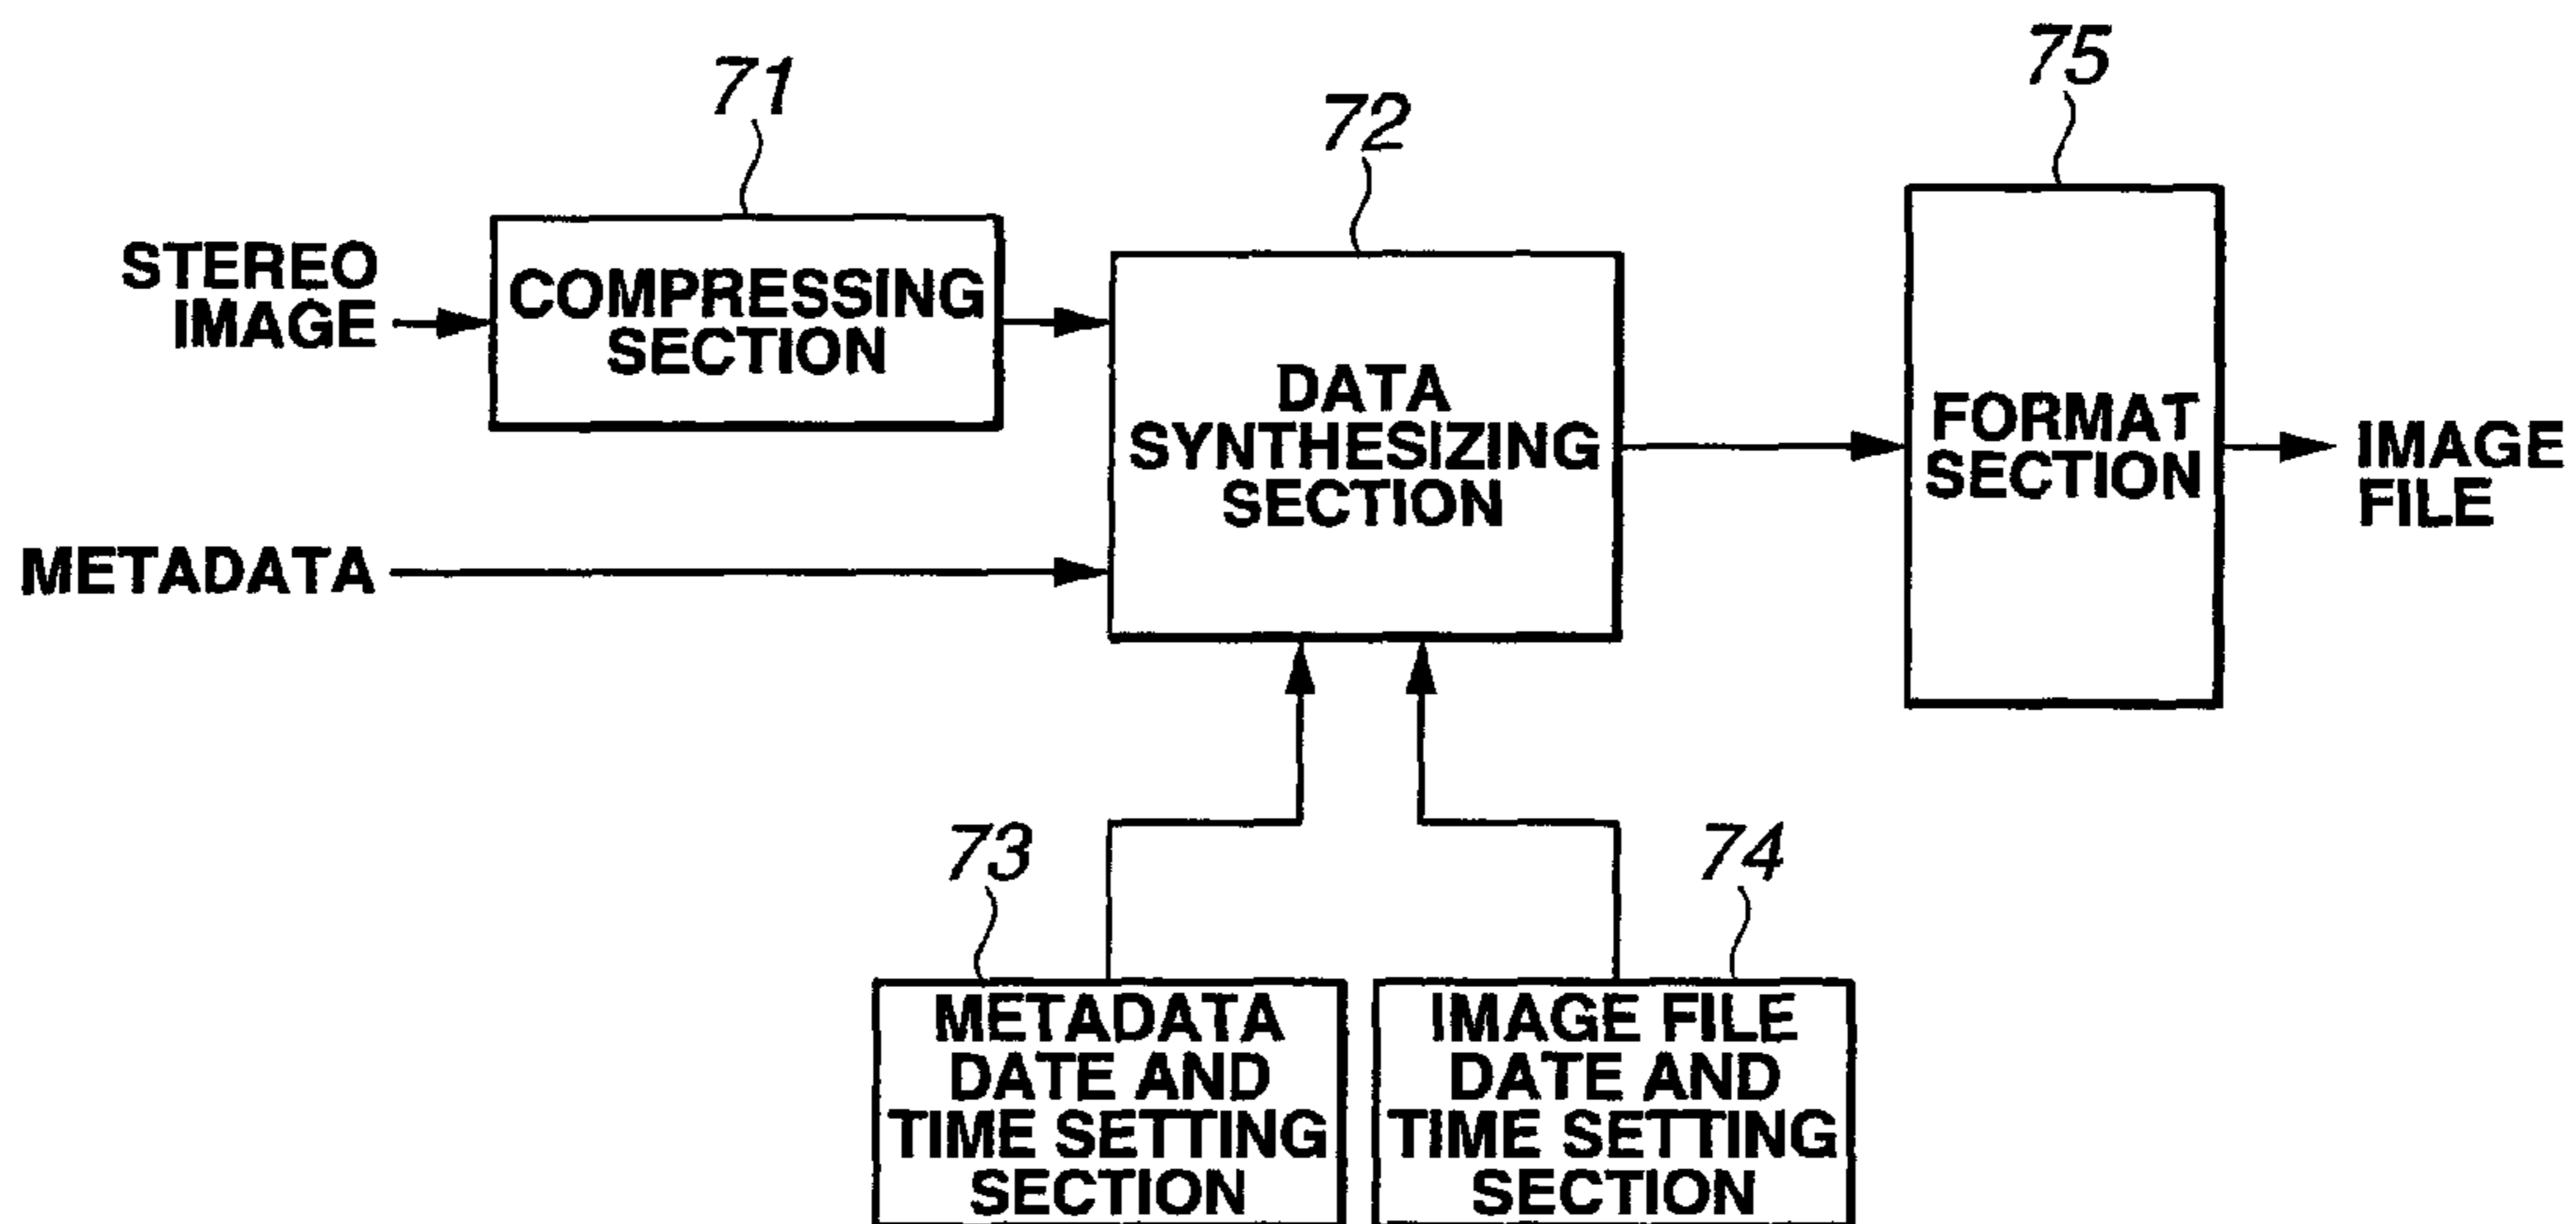 75
71
72
STEREO
IMAGE
COMPRESSING
SECTION
DATA
SYNTHESIZING
SECTION
FORMAT
SECTION
IMAGE
FILE
METADATA
73
74
METADATA
DATE AND
TIME SETTING
SECTION
IMAGE FILE
DATE AND
TIME SETTING
SECTION